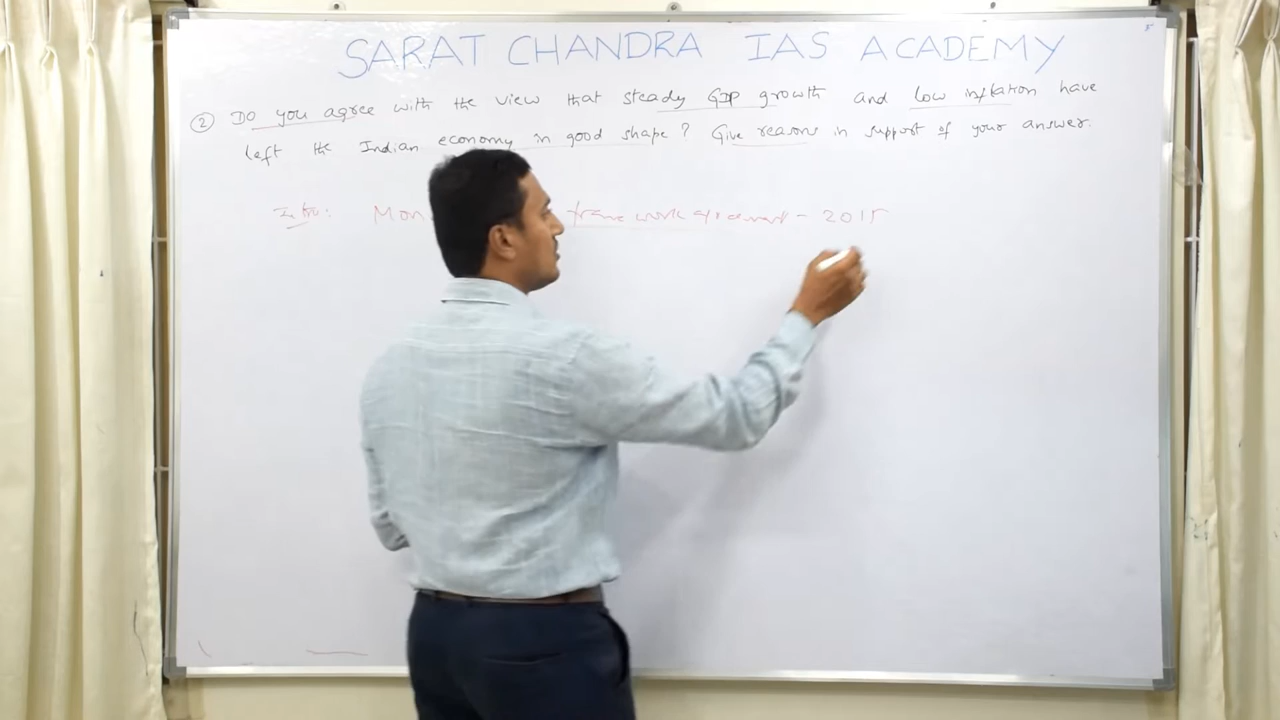 SARAT CHANDRA IAS ACADEMY
② Do you agree with the view that steady GDP growth and low inflation have
left the Indian economy in good shape? Give reasons in support of your answer.
Intro: Mon framework agreement - 2015